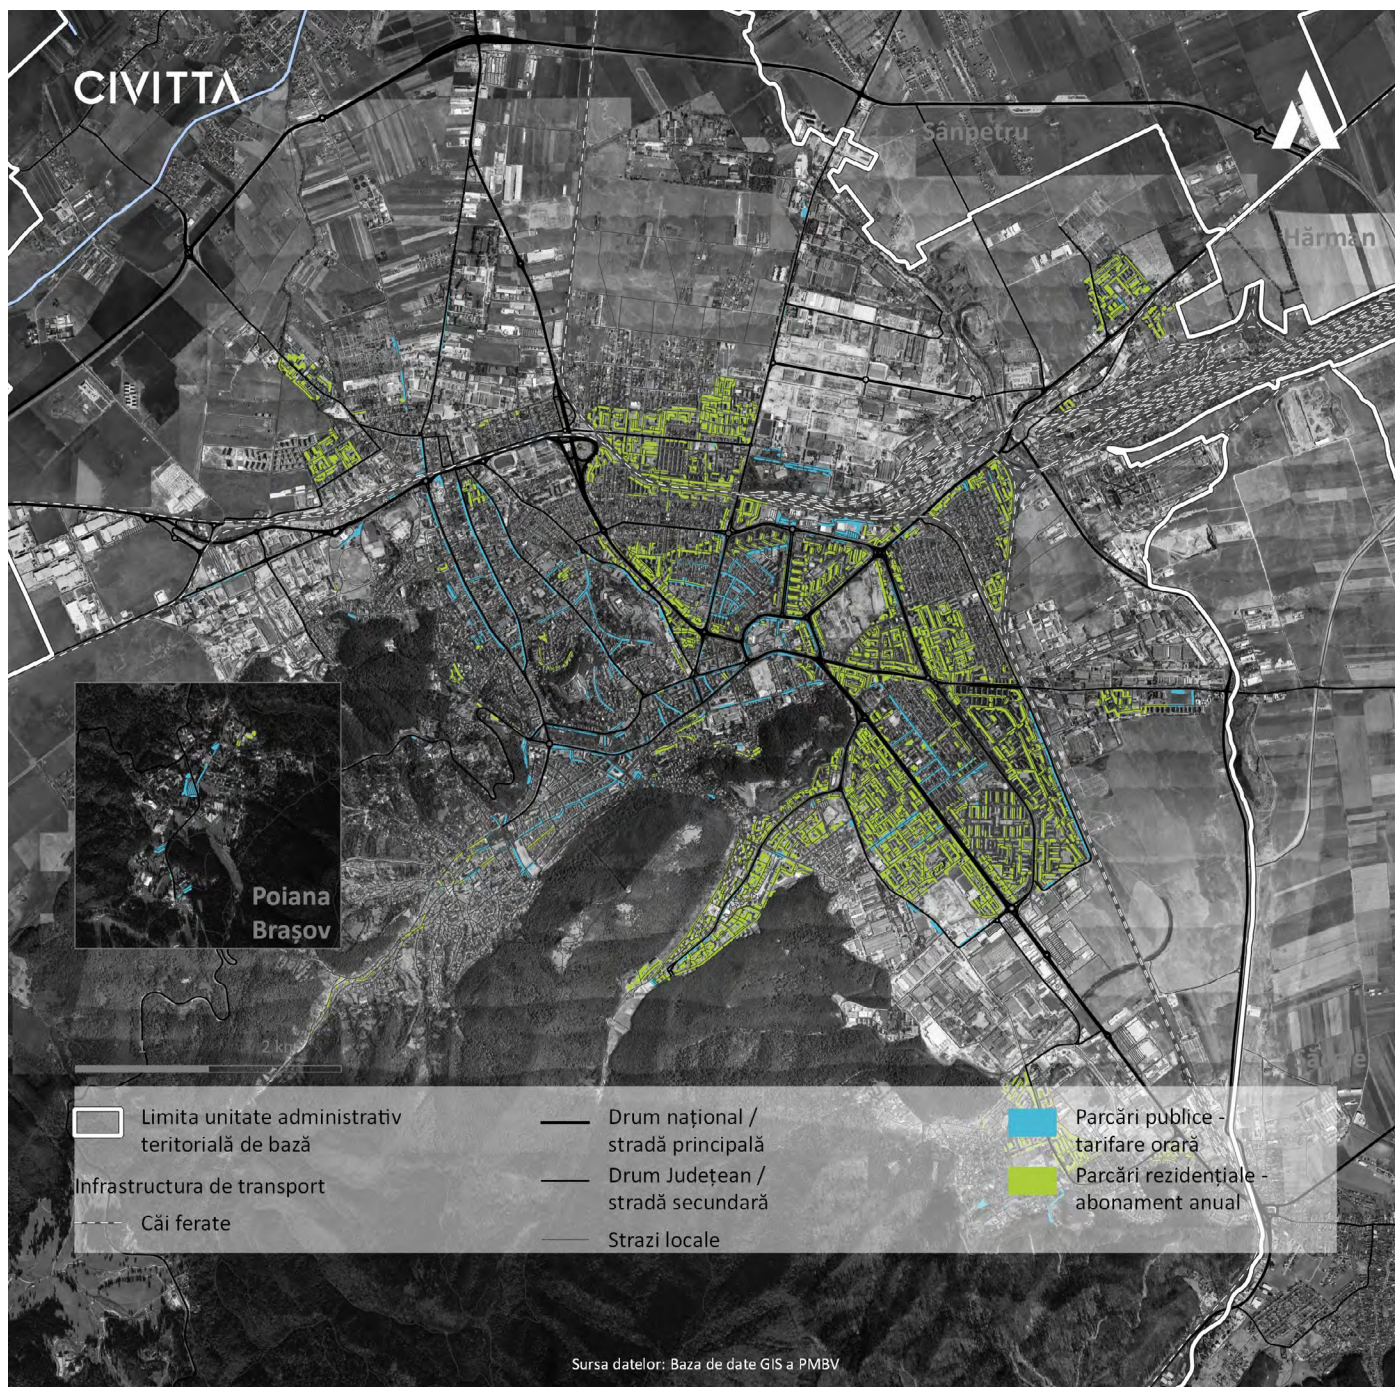 CIVITTA
Sânpetru
Hărman
Poiana
Brașov
2 km
Limita unitate administrativ
teritorială de bază
Infrastructura de transport
Căi ferate
Drum național /
stradă principală
Drum Județean /
stradă secundară
Strazi locale
Parcări publice -
tarifare orară
Parcări rezidențiale -
abonament anual
Sursa datelor: Baza de date GIS a PMBV